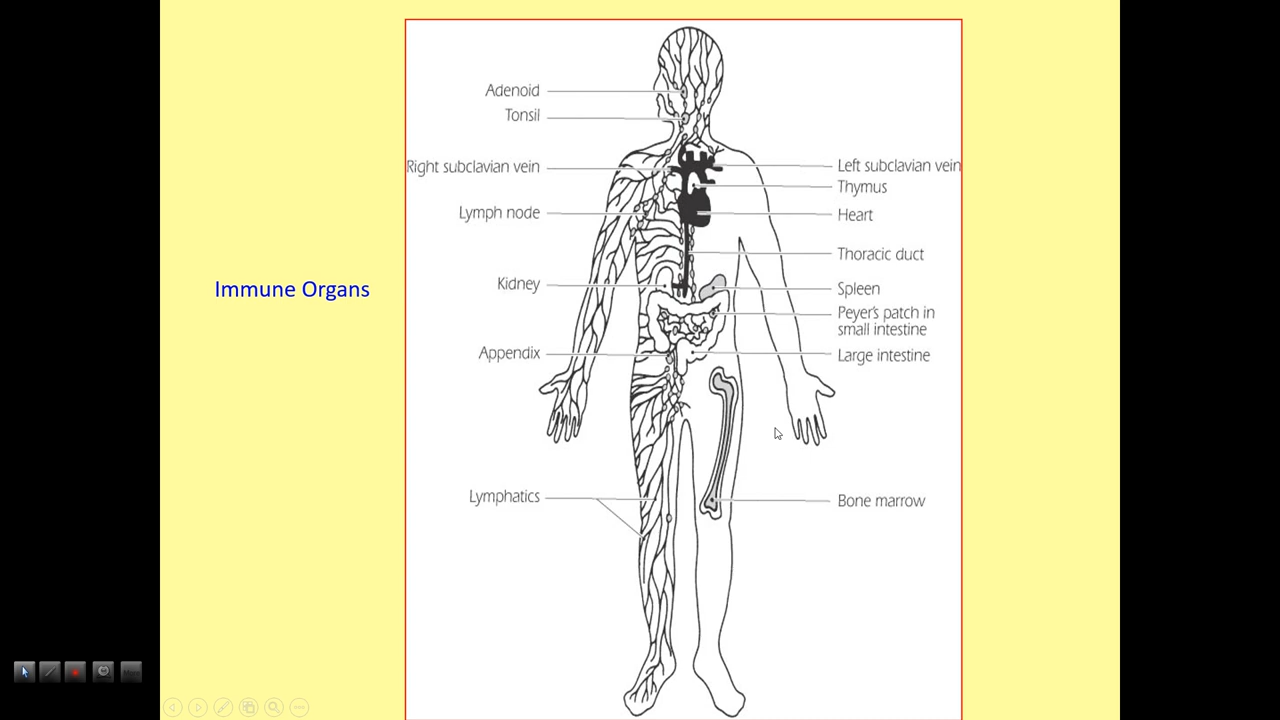 Immune Organs
Adenoid
Tonsil
Right subclavian vein
Lymph node
Kidney
Appendix
Lymphatics
Left subclavian vein
Thymus
Heart
Thoracic duct
Spleen
Peyer's patch in
small intestine
Large intestine
Bone marrow